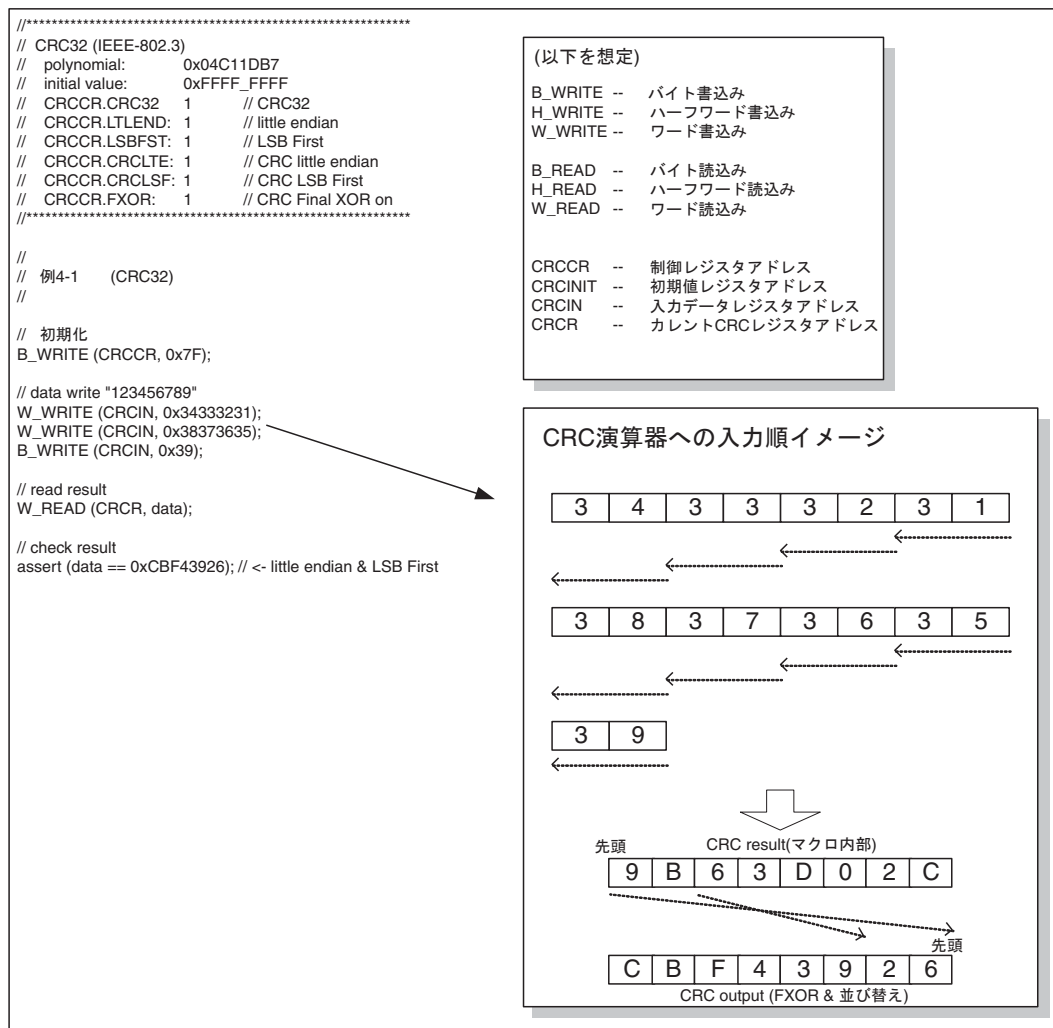 //*************************************************************
// CRC32 (IEEE-802.3)
// polynomial: 0x04C11DB7
// initial value: 0xFFFF_FFFF
// CRCCR.CRC32 1 // CRC32
// CRCCR.LTLEND: 1 // little endian
// CRCCR.LSBFST: 1 // LSB First
// CRCCR.CRCLTE: 1 // CRC little endian
// CRCCR.CRCLSF: 1 // CRC LSB First
// CRCCR.FXOR: 1 // CRC Final XOR on
//*************************************************************
//
// 例4-1 (CRC32)
//
// 初期化
B_WRITE (CRCCR, 0x7F);
// data write "123456789"
W_WRITE (CRCIN, 0x34333231);
W_WRITE (CRCIN, 0x38373635);
B_WRITE (CRCIN, 0x39);
// read result
W_READ (CRCR, data);
// check result
assert (data == 0xCBF43926); // <- little endian & LSB First
(以下を想定)
B_WRITE -- バイト書込み
H_WRITE -- ハーフワード書込み
W_WRITE -- ワード書込み
B_READ -- バイト読込み
H_READ -- ハーフワード読込み
W_READ -- ワード読込み
CRCCR -- 制御レジスタアドレス
CRCINIT -- 初期値レジスタアドレス
CRCIN -- 入力データレジスタアドレス
CRCR -- カレントCRCレジスタアドレス
CRC演算器への入力順イメージ
3 4 3 3 3 2 3 1
3 8 3 7 3 6 3 5
3 9
先頭 CRC result(マクロ内部)
9 B 6 3 D 0 2 C
先頭
C B F 4 3 9 2 6
CRC output (FXOR & 並び替え)